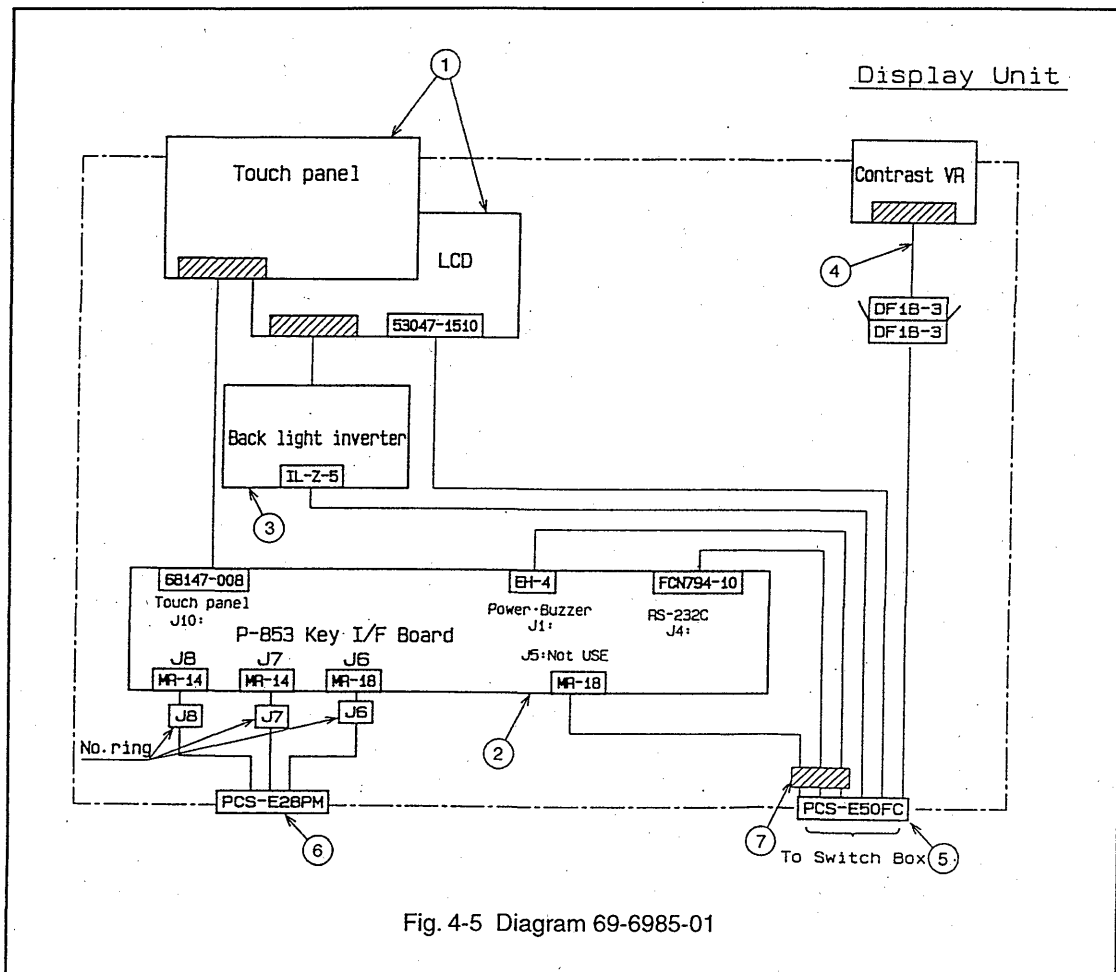 1
Display Unit
Touch panel
Contrast VR
LCD
4
53047-1510
DF1B-3
DF1B-3
Back light inverter
IL-Z-5
3
68147-008
EH-4
FCN794-10
Touch panel
J10:
Power·Buzzer
J1:
RS-232C
J4:
P-853 Key I/F Board
J5:Not USE
J8
J7
J6
MR-14
MR-14
MR-18
MR-18
J8
J7
J6
No.ring
2
PCS-E28PM
PCS-E50FC
6
7
5
To Switch Box
Fig. 4-5 Diagram 69-6985-01